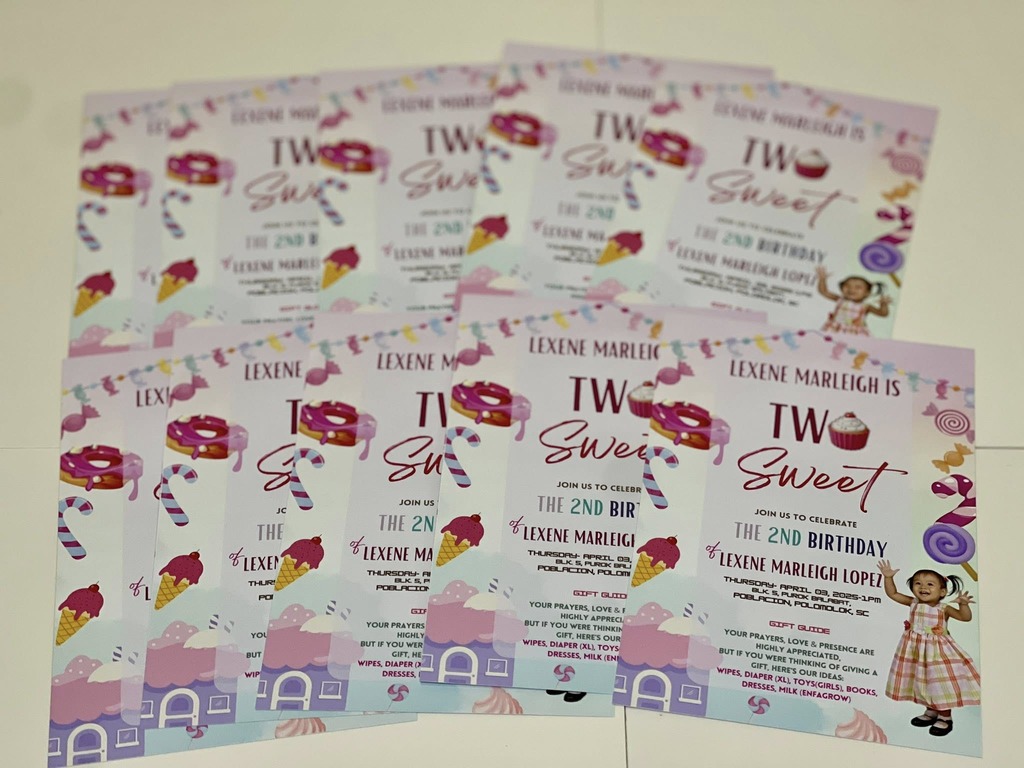 LEXENE MARLEIGH IS
TW
Sweet
JOIN US TO CELEBRATE
THE 2ND BIRTHDAY
of LEXENE MARLEIGH LOPEZ
THURSDAY- APRIL 03, 2025-1PM
BLK. 5, PUROK BALABAT,
POBLACION, POLOMOLOK, SC
GIFT GUIDE
YOUR PRAYERS, LOVE & PRESENCE ARE
HIGHLY APPRECIATED.
BUT IF YOU WERE THINKING OF GIVING A
GIFT, HERE'S OUR IDEAS:
WIPES, DIAPER (XL), TOYS(GIRLS), BOOKS,
DRESSES, MILK (ENFAGROW)